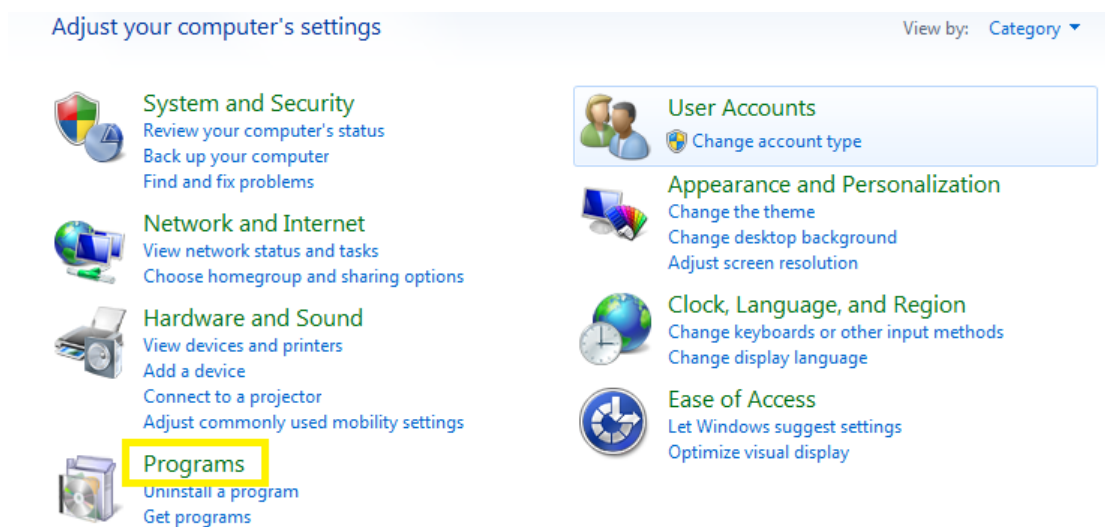 Adjust your computer's settings
View by: Category
System and Security
Review your computer's status
Back up your computer
Find and fix problems
Network and Internet
View network status and tasks
Choose homegroup and sharing options
Hardware and Sound
View devices and printers
Add a device
Connect to a projector
Adjust commonly used mobility settings
Programs
Uninstall a program
Get programs
User Accounts
Change account type
Appearance and Personalization
Change the theme
Change desktop background
Adjust screen resolution
Clock, Language, and Region
Change keyboards or other input methods
Change display language
Ease of Access
Let Windows suggest settings
Optimize visual display